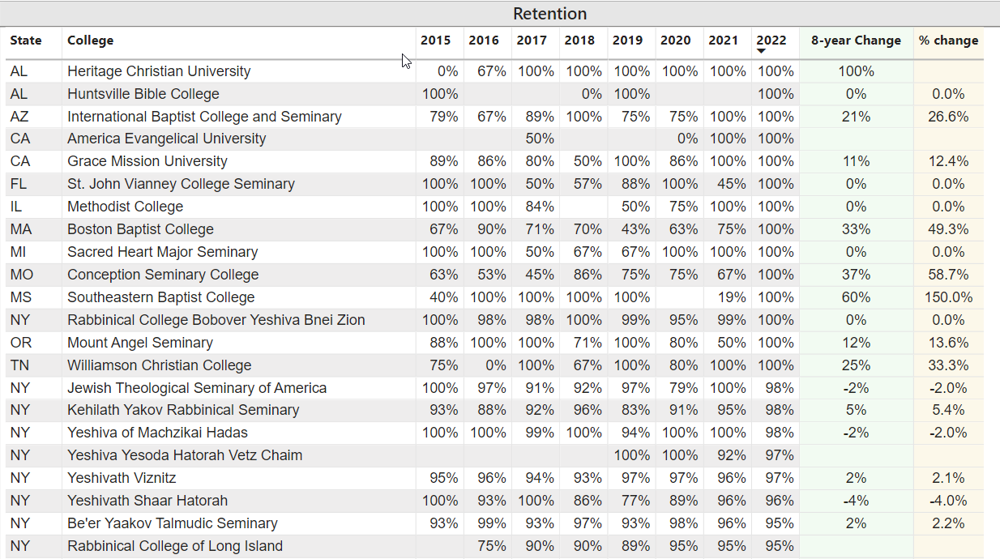 Retention
State College 2015 2016 2017 2018 2019 2020 2021 2022 8-year Change % change
AL Heritage Christian University 0% 67% 100% 100% 100% 100% 100% 100% 100%
AL Huntsville Bible College 100% 0% 100% 100% 0% 0.0%
AZ International Baptist College and Seminary 79% 67% 89% 100% 75% 75% 100% 100% 21% 26.6%
CA America Evangelical University 50% 0% 100% 100%
CA Grace Mission University 89% 86% 80% 50% 100% 86% 100% 100% 11% 12.4%
FL St. John Vianney College Seminary 100% 100% 50% 57% 88% 100% 45% 100% 0% 0.0%
IL Methodist College 100% 100% 84% 50% 75% 100% 100% 0% 0.0%
MA Boston Baptist College 67% 90% 71% 70% 43% 63% 75% 100% 33% 49.3%
MI Sacred Heart Major Seminary 100% 100% 50% 67% 67% 100% 100% 100% 0% 0.0%
MO Conception Seminary College 63% 53% 45% 86% 75% 75% 67% 100% 37% 58.7%
MS Southeastern Baptist College 40% 100% 100% 100% 100% 19% 100% 60% 150.0%
NY Rabbinical College Bobover Yeshiva Bnei Zion 100% 98% 98% 100% 99% 95% 99% 100% 0% 0.0%
OR Mount Angel Seminary 88% 100% 100% 71% 100% 80% 50% 100% 12% 13.6%
TN Williamson Christian College 75% 0% 100% 67% 100% 80% 100% 100% 25% 33.3%
NY Jewish Theological Seminary of America 100% 97% 91% 92% 97% 79% 100% 98% -2% -2.0%
NY Kehilath Yakov Rabbinical Seminary 93% 88% 92% 96% 83% 91% 95% 98% 5% 5.4%
NY Yeshiva of Machzikai Hadas 100% 100% 99% 100% 94% 100% 100% 98% -2% -2.0%
NY Yeshiva Yesoda Hatorah Vetz Chaim 100% 100% 92% 97%
NY Yeshivath Viznitz 95% 96% 94% 93% 97% 97% 96% 97% 2% 2.1%
NY Yeshivath Shaar Hatorah 100% 93% 100% 86% 77% 89% 96% 96% -4% -4.0%
NY Be'er Yaakov Talmudic Seminary 93% 99% 93% 97% 93% 98% 96% 95% 2% 2.2%
NY Rabbinical College of Long Island 75% 90% 90% 89% 95% 95% 95%